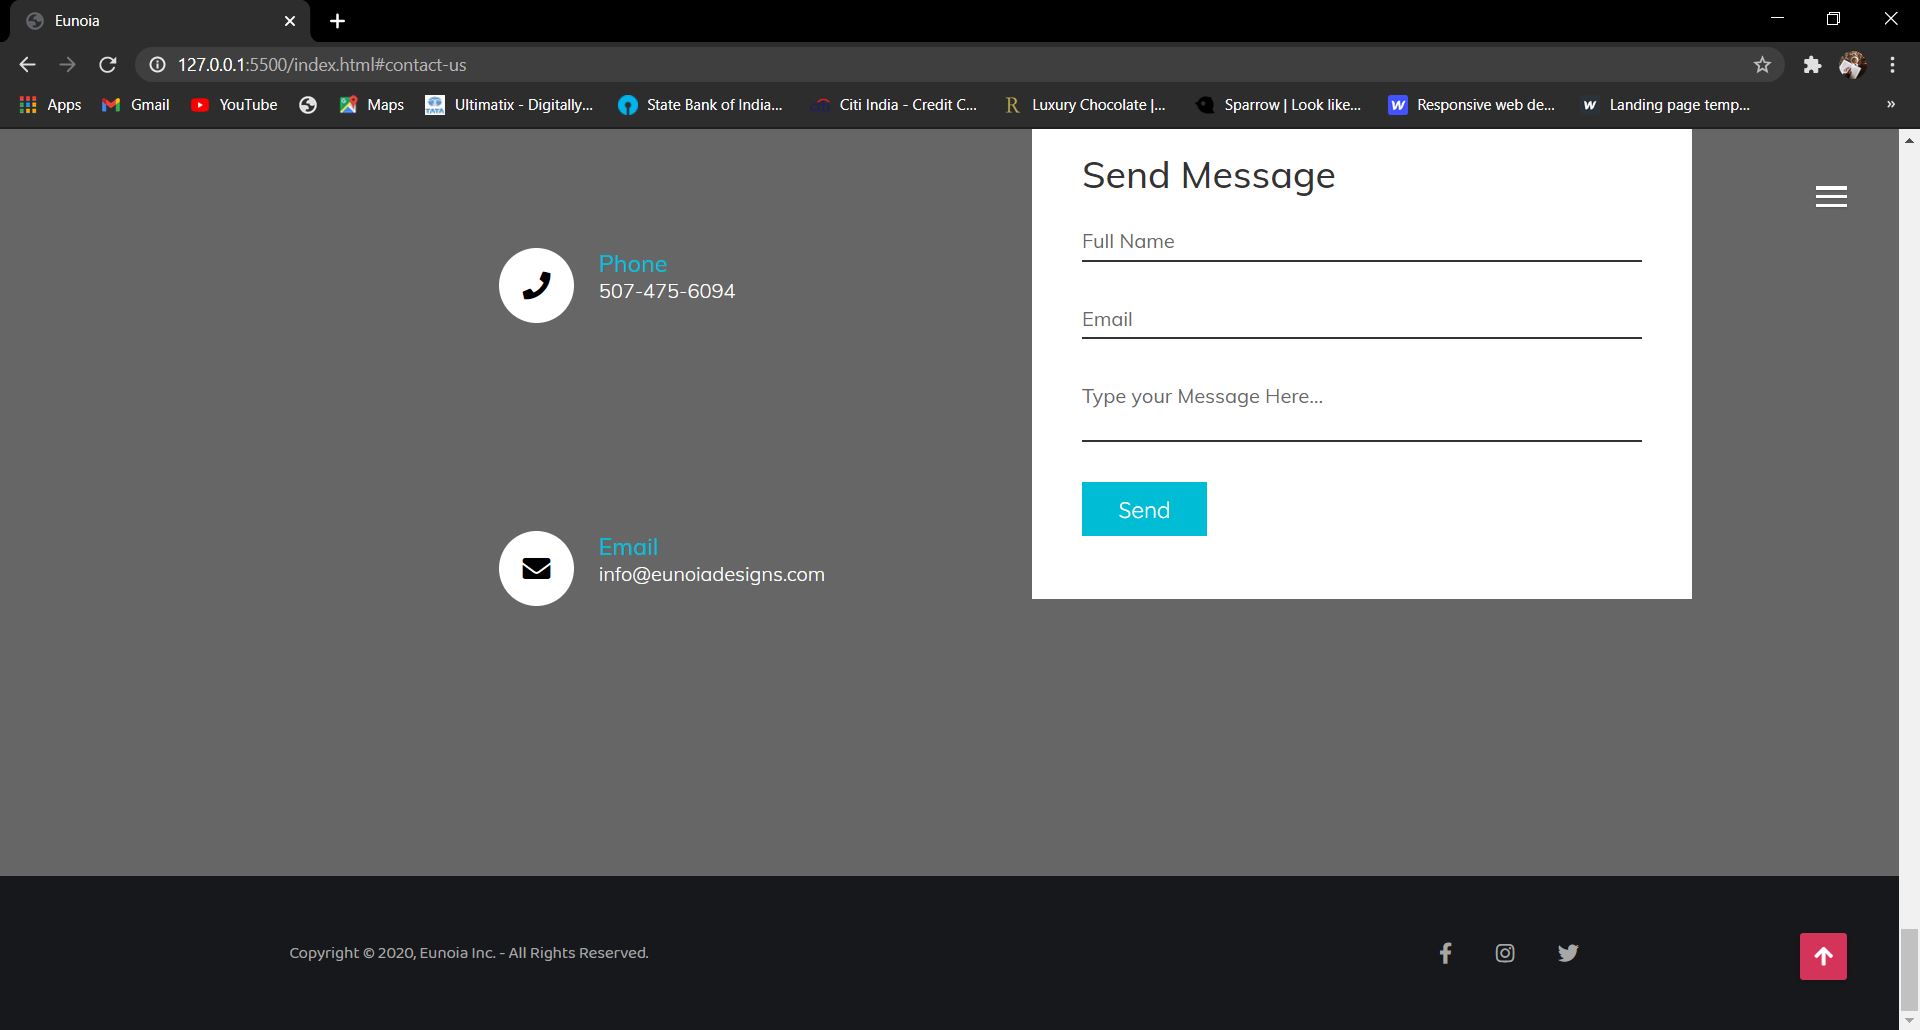 Eunoia
127.0.0.1:5500/index.html#contact-us
Apps
Gmail
YouTube
Maps
Ultimatix - Digitally...
State Bank of India...
Citi India - Credit C...
Luxury Chocolate |...
Sparrow | Look like...
Responsive web de...
Landing page temp...
»
Send Message
Full Name
Email
Type your Message Here...
Send
Phone
507-475-6094
Email
info@eunoiadesigns.com
Copyright © 2020, Eunoia Inc. - All Rights Reserved.